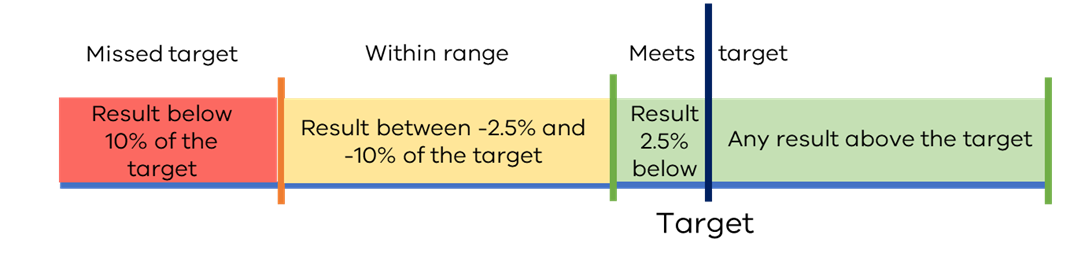 Missed target
Within range
Meets target
Result below
10% of the
target
Result between -2.5% and
-10% of the target
Result
2.5%
below
Any result above the target
Target